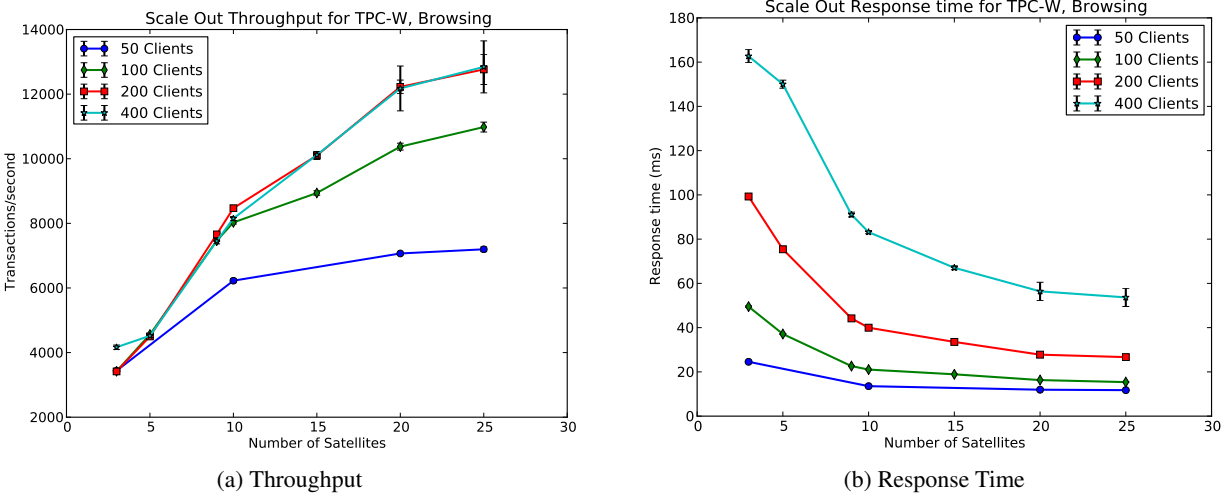 Scale Out Throughput for TPC-W, Browsing
14000
12000
10000
8000
6000
4000
2000
Transactions/second
50 Clients
100 Clients
200 Clients
400 Clients
0 5 10 15 20 25 30
Number of Satellites
(a) Throughput
Scale Out Response time for TPC-W, Browsing
180
160
140
120
100
80
60
40
20
0
Response time (ms)
50 Clients
100 Clients
200 Clients
400 Clients
0 5 10 15 20 25 30
Number of Satellites
(b) Response Time